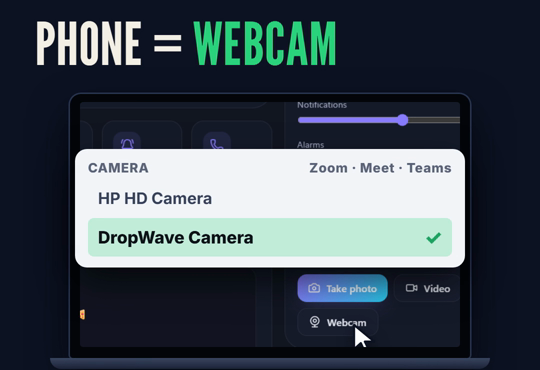 PHONE = WEBCAM
Notifications
Alarms
CAMERA Zoom · Meet · Teams
HP HD Camera
DropWave Camera
Take photo Video
Webcam